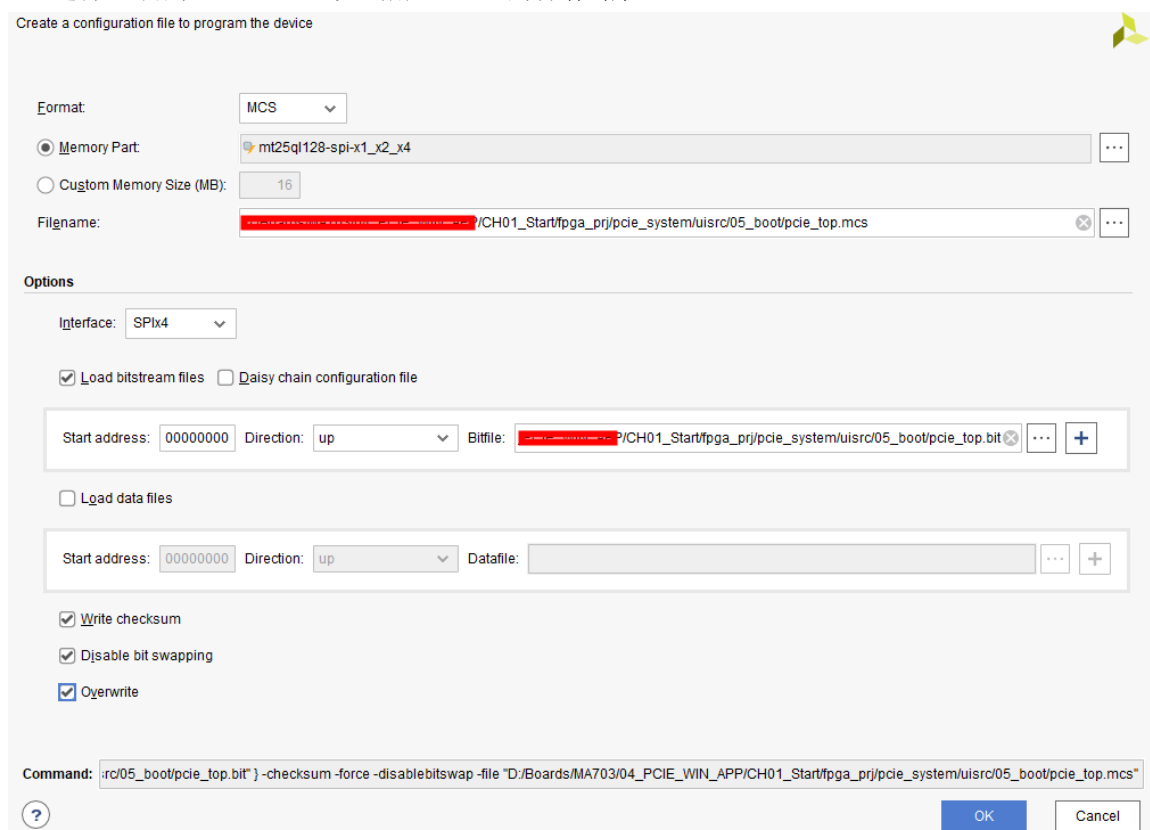 Create a configuration file to program the device
Format: MCS
Memory Part: mt25ql128-spi-x1_x2_x4 ...
Custom Memory Size (MB): 16
Filename: P/CH01_Start/fpga_prj/pcie_system/uisrc/05_boot/pcie_top.mcs ...
Options
Interface: SPIx4
Load bitstream files Daisy chain configuration file
Start address: 00000000 Direction: up Bitfile: P/CH01_Start/fpga_prj/pcie_system/uisrc/05_boot/pcie_top.bit ... +
Load data files
Start address: 00000000 Direction: up Datafile: ... +
Write checksum
Disable bit swapping
Overwrite
Command: rc/05_boot/pcie_top.bit" } -checksum -force -disablebitswap -file "D:/Boards/MA703/04_PCIE_WIN_APP/CH01_Start/fpga_prj/pcie_system/uisrc/05_boot/pcie_top.mcs"
? OK Cancel